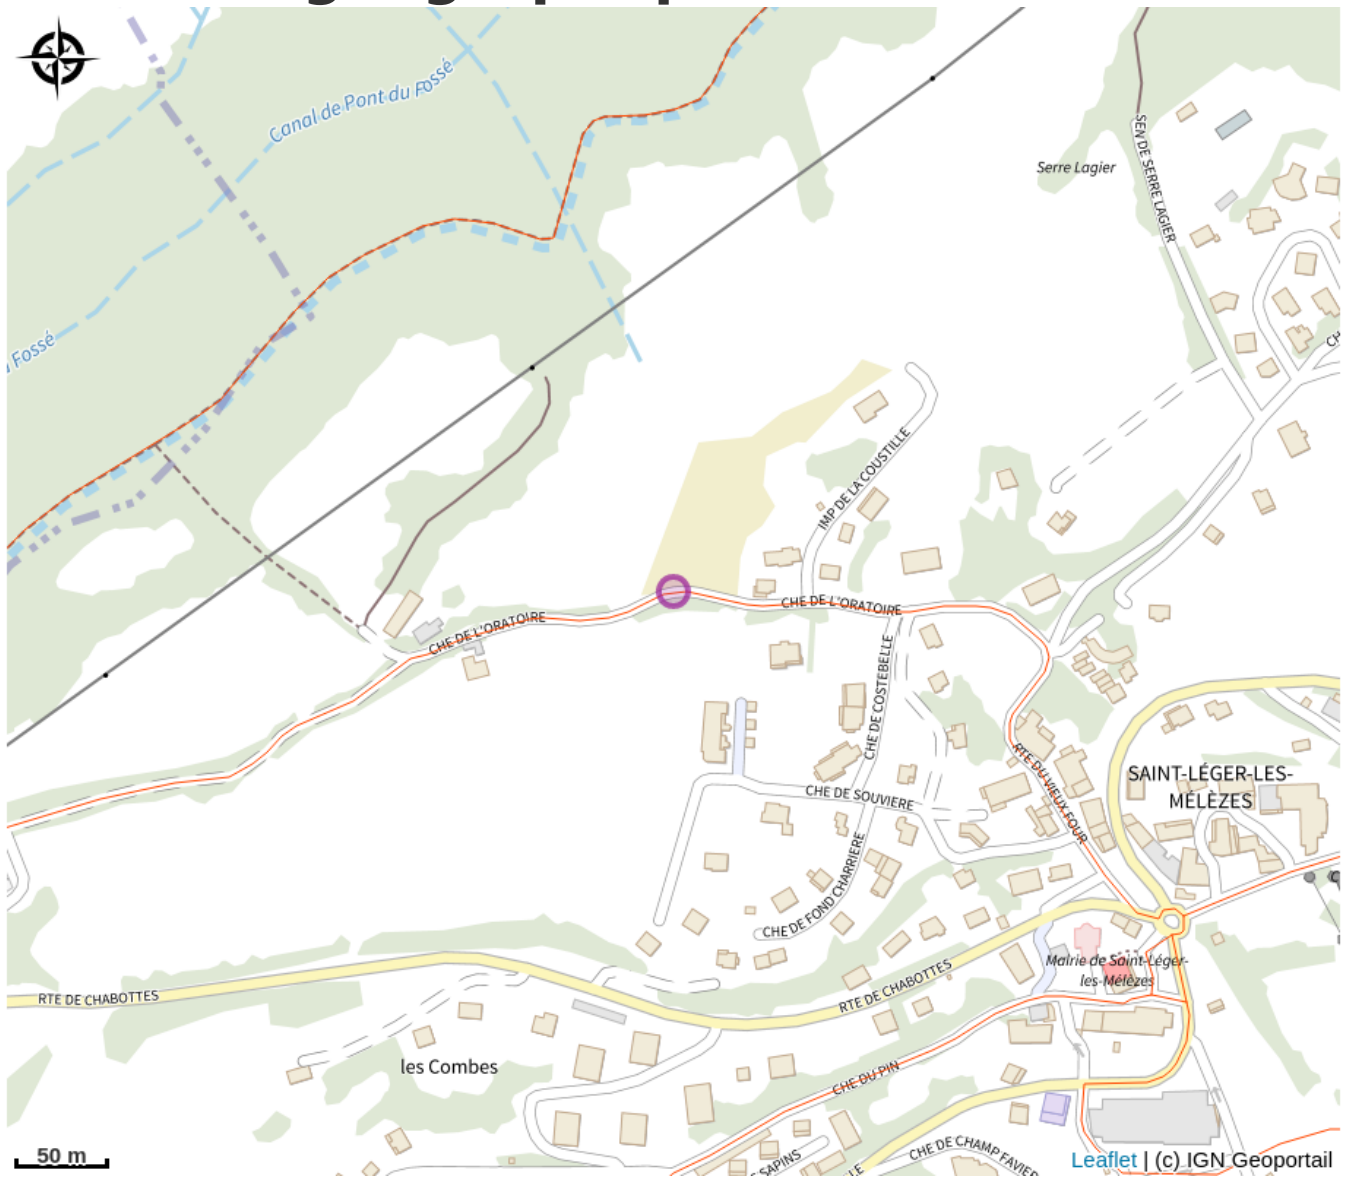 Canal de Pont du Fossé
Fossé
SEN DE SERRE LAGIER
Serre Lagier
IMP DE LA COUSTILLE
CHE DE L'ORATOIRE
CHE DE L'ORATOIRE
CHE DE COSTEBELLE
RTE DU VIEUX FOUR
SAINT-LÉGER-LES-
MÉLÈZES
CHE DE SOUVIERE
CHE DE FOND CHARRIERE
Mairie de Saint-Léger-
les-Mélèzes
RTE DE CHABOTTES
RTE DE CHABOTTES
les Combes
CHE DU PIN
CHE DE CHAMP FAVIER
SAPINS
50 m
Leaflet | (c) IGN Geoportail